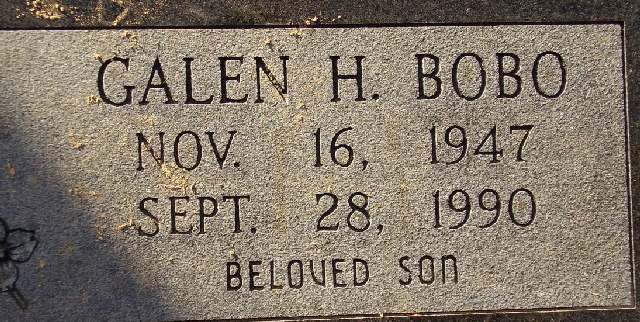 GALEN H. BOBO
NOV. 16, 1947
SEPT. 28, 1990
BELOVED SON